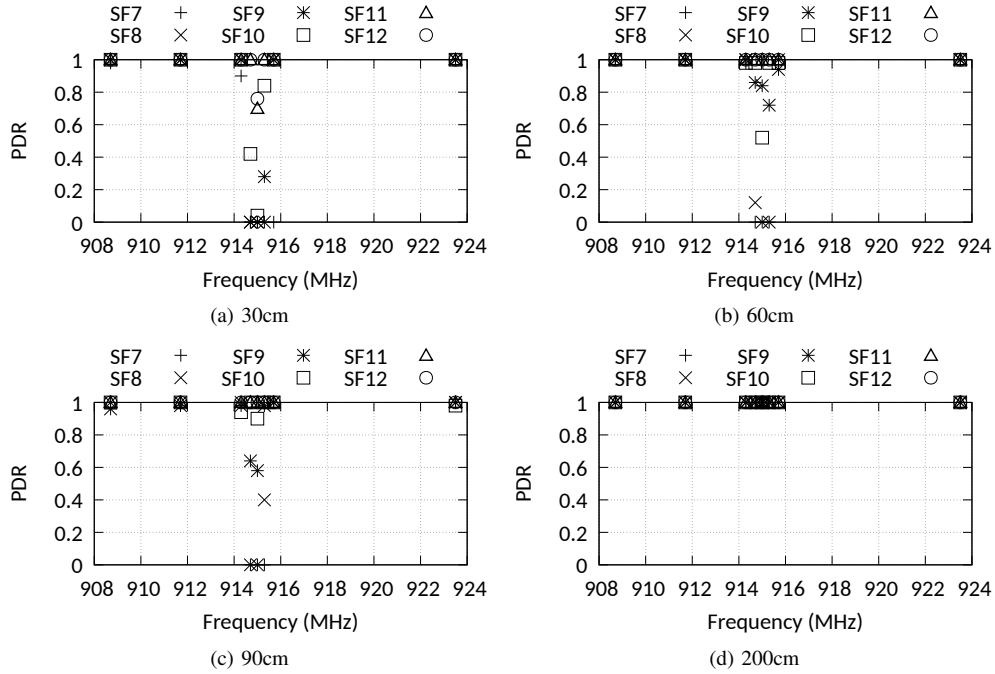 SF7 SF9 SF11
SF8 SF10 SF12
1
0.8
0.6
0.4
0.2
0
PDR
908 910 912 914 916 918 920 922 924
Frequency (MHz)
(a) 30cm
SF7 SF9 SF11
SF8 SF10 SF12
1
0.8
0.6
0.4
0.2
0
PDR
908 910 912 914 916 918 920 922 924
Frequency (MHz)
(b) 60cm
SF7 SF9 SF11
SF8 SF10 SF12
1
0.8
0.6
0.4
0.2
0
PDR
908 910 912 914 916 918 920 922 924
Frequency (MHz)
(c) 90cm
SF7 SF9 SF11
SF8 SF10 SF12
1
0.8
0.6
0.4
0.2
0
PDR
908 910 912 914 916 918 920 922 924
Frequency (MHz)
(d) 200cm